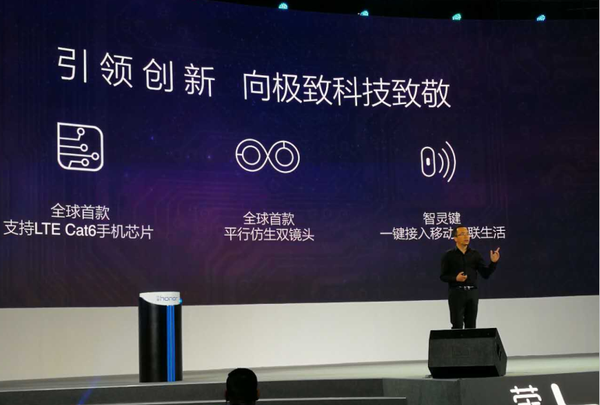 引领创新 向极致科技致敬
全球首款
支持LTE Cat6手机芯片
全球首款
平行仿生双镜头
智灵键
一键接入移动 联生活
honor
荣